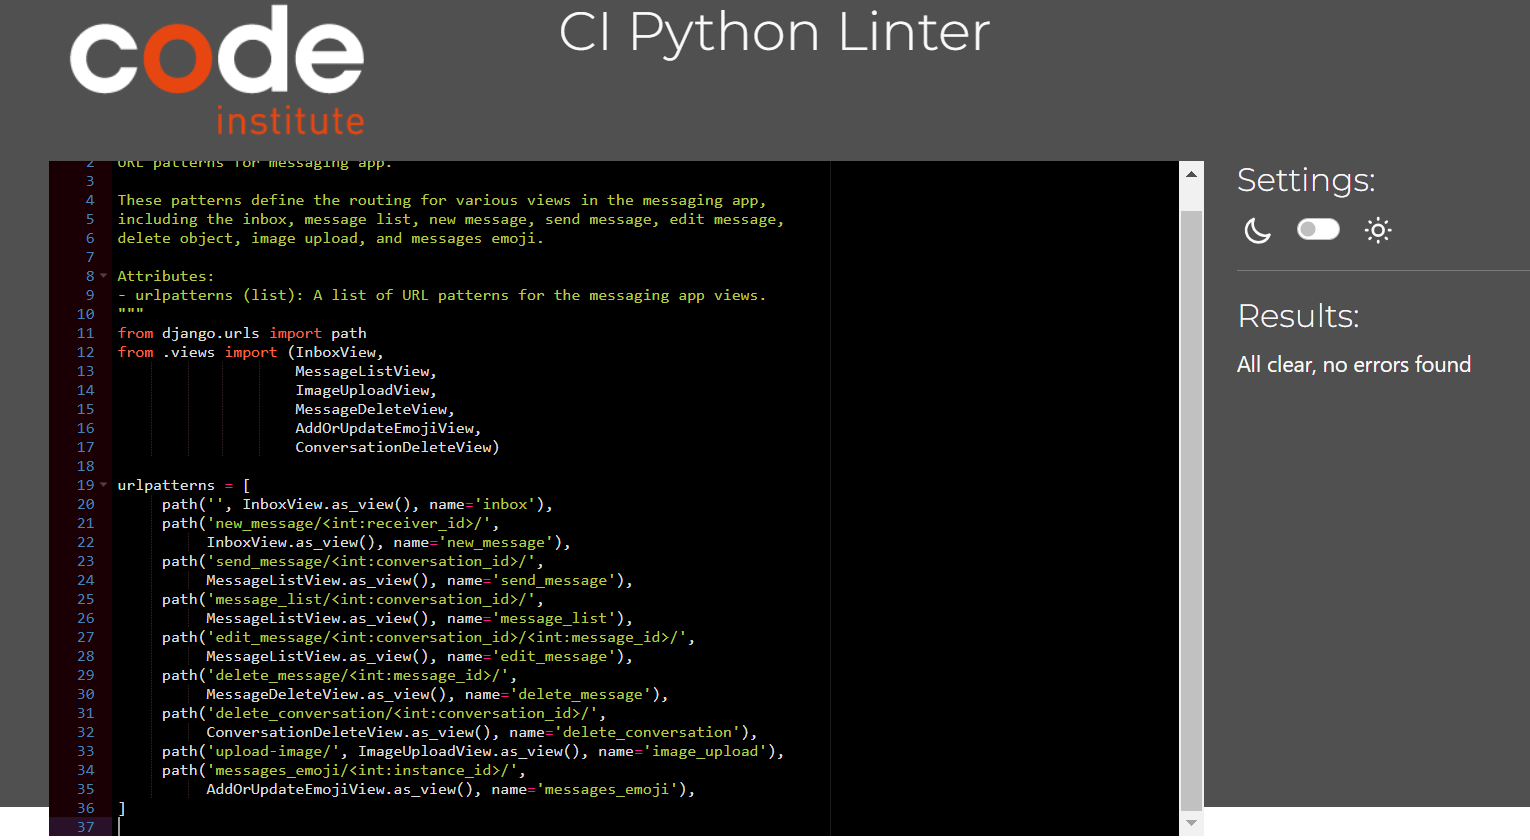 code
institute
CI Python Linter
2 URL patterns for messaging app.
3
4 These patterns define the routing for various views in the messaging app,
5 including the inbox, message list, new message, send message, edit message,
6 delete object, image upload, and messages emoji.
7
8 Attributes:
9 - urlpatterns (list): A list of URL patterns for the messaging app views.
10 """
11 from django.urls import path
12 from .views import (InboxView,
13                     MessageListView,
14                     ImageUploadView,
15                     MessageDeleteView,
16                     AddOrUpdateEmojiView,
17                     ConversationDeleteView)
18
19 urlpatterns = [
20      path('', InboxView.as_view(), name='inbox'),
21      path('new_message/<int:receiver_id>/',
22           InboxView.as_view(), name='new_message'),
23      path('send_message/<int:conversation_id>/',
24           MessageListView.as_view(), name='send_message'),
25      path('message_list/<int:conversation_id>/',
26           MessageListView.as_view(), name='message_list'),
27      path('edit_message/<int:conversation_id>/<int:message_id>/',
28           MessageListView.as_view(), name='edit_message'),
29      path('delete_message/<int:message_id>/',
30           MessageDeleteView.as_view(), name='delete_message'),
31      path('delete_conversation/<int:conversation_id>/',
32           ConversationDeleteView.as_view(), name='delete_conversation'),
33      path('upload-image/', ImageUploadView.as_view(), name='image_upload'),
34      path('messages_emoji/<int:instance_id>/',
35           AddOrUpdateEmojiView.as_view(), name='messages_emoji'),
36 ]
37
Settings:
Results:
All clear, no errors found